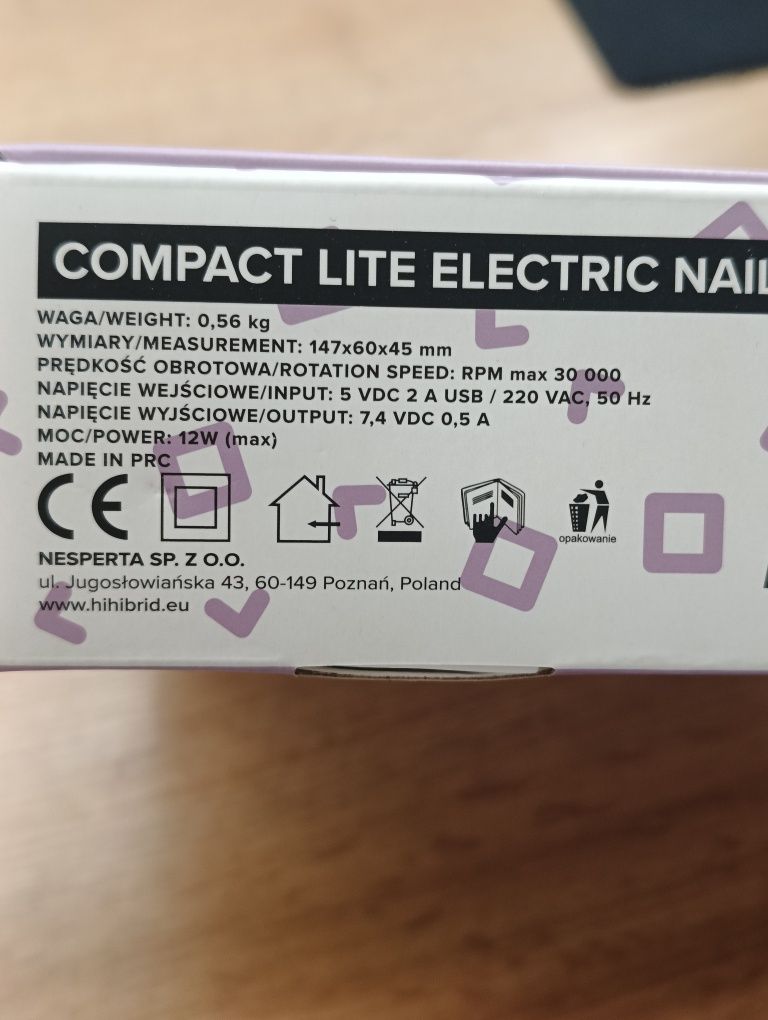 COMPACT LITE ELECTRIC NAIL
WAGA/WEIGHT: 0,56 kg
WYMIARY/MEASUREMENT: 147x60x45 mm
PRĘDKOŚĆ OBROTOWA/ROTATION SPEED: RPM max 30 000
NAPIĘCIE WEJŚCIOWE/INPUT: 5 VDC 2 A USB / 220 VAC, 50 Hz
NAPIĘCIE WYJŚCIOWE/OUTPUT: 7,4 VDC 0,5 A
MOC/POWER: 12W (max)
MADE IN PRC
CE
opakowanie
NESPERTA SP. Z O.O.
ul. Jugosłowiańska 43, 60-149 Poznań, Poland
www.hihibrid.eu